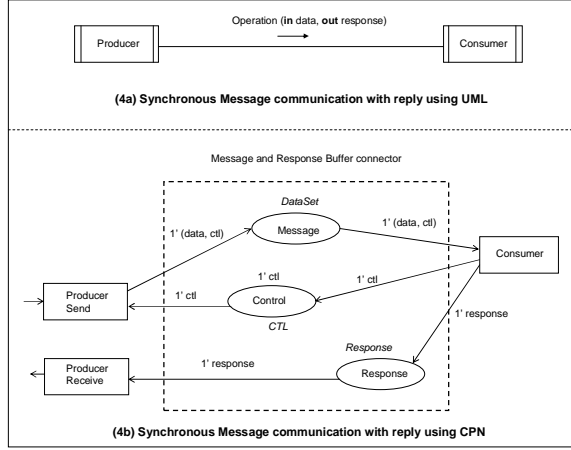 Operation (in data, out response)
Producer
Consumer
(4a) Synchronous Message communication with reply using UML
Message and Response Buffer connector
DataSet
1' (data, ctl)
Message
1' (data, ctl)
Consumer
1' ctl
1' ctl
Producer
Send
1' ctl
Control
CTL
1' response
Response
Producer
Receive
1' response
Response
(4b) Synchronous Message communication with reply using CPN